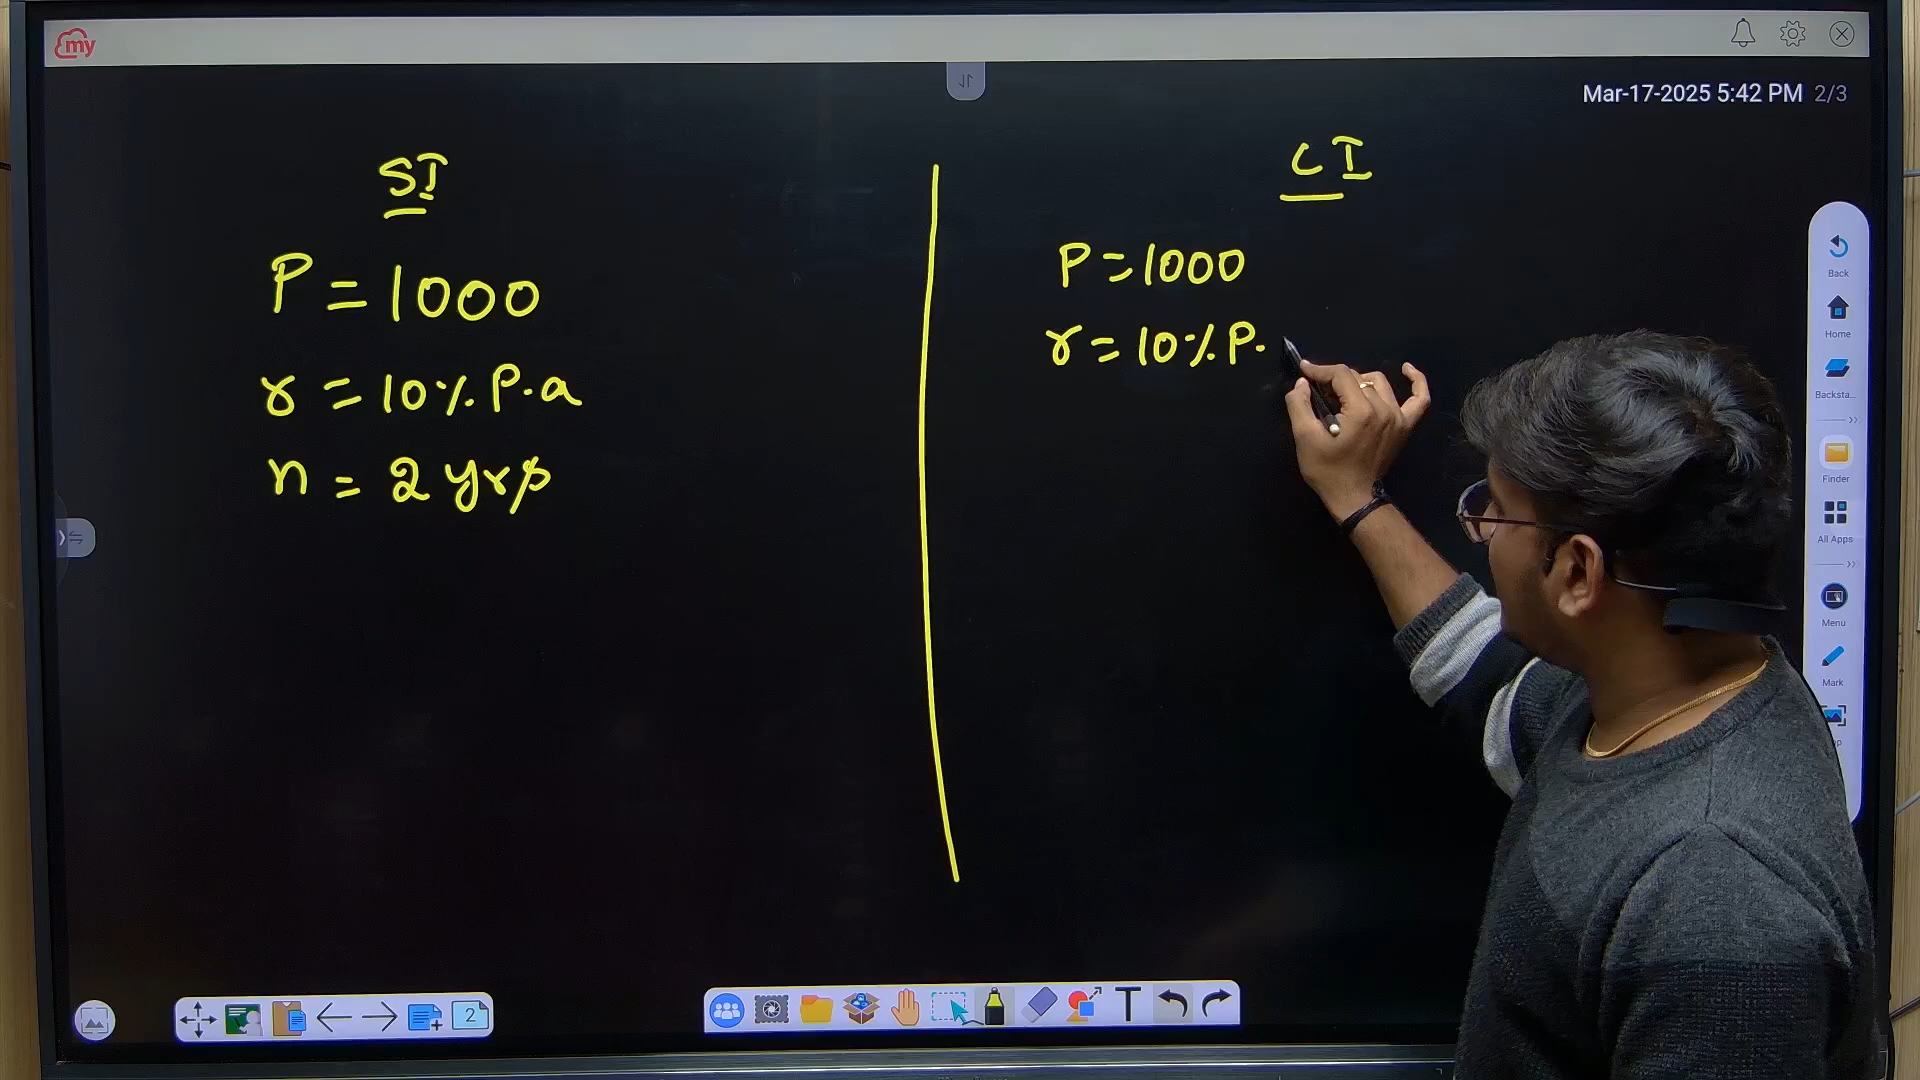 my
Mar-17-2025 5:42 PM 2/3
SI
P = 1000
r = 10% P.a
n = 2 yrs
CI
P = 1000
r = 10% P.
Back
Home
Backsta...
Finder
All Apps
Menu
Mark
2
T